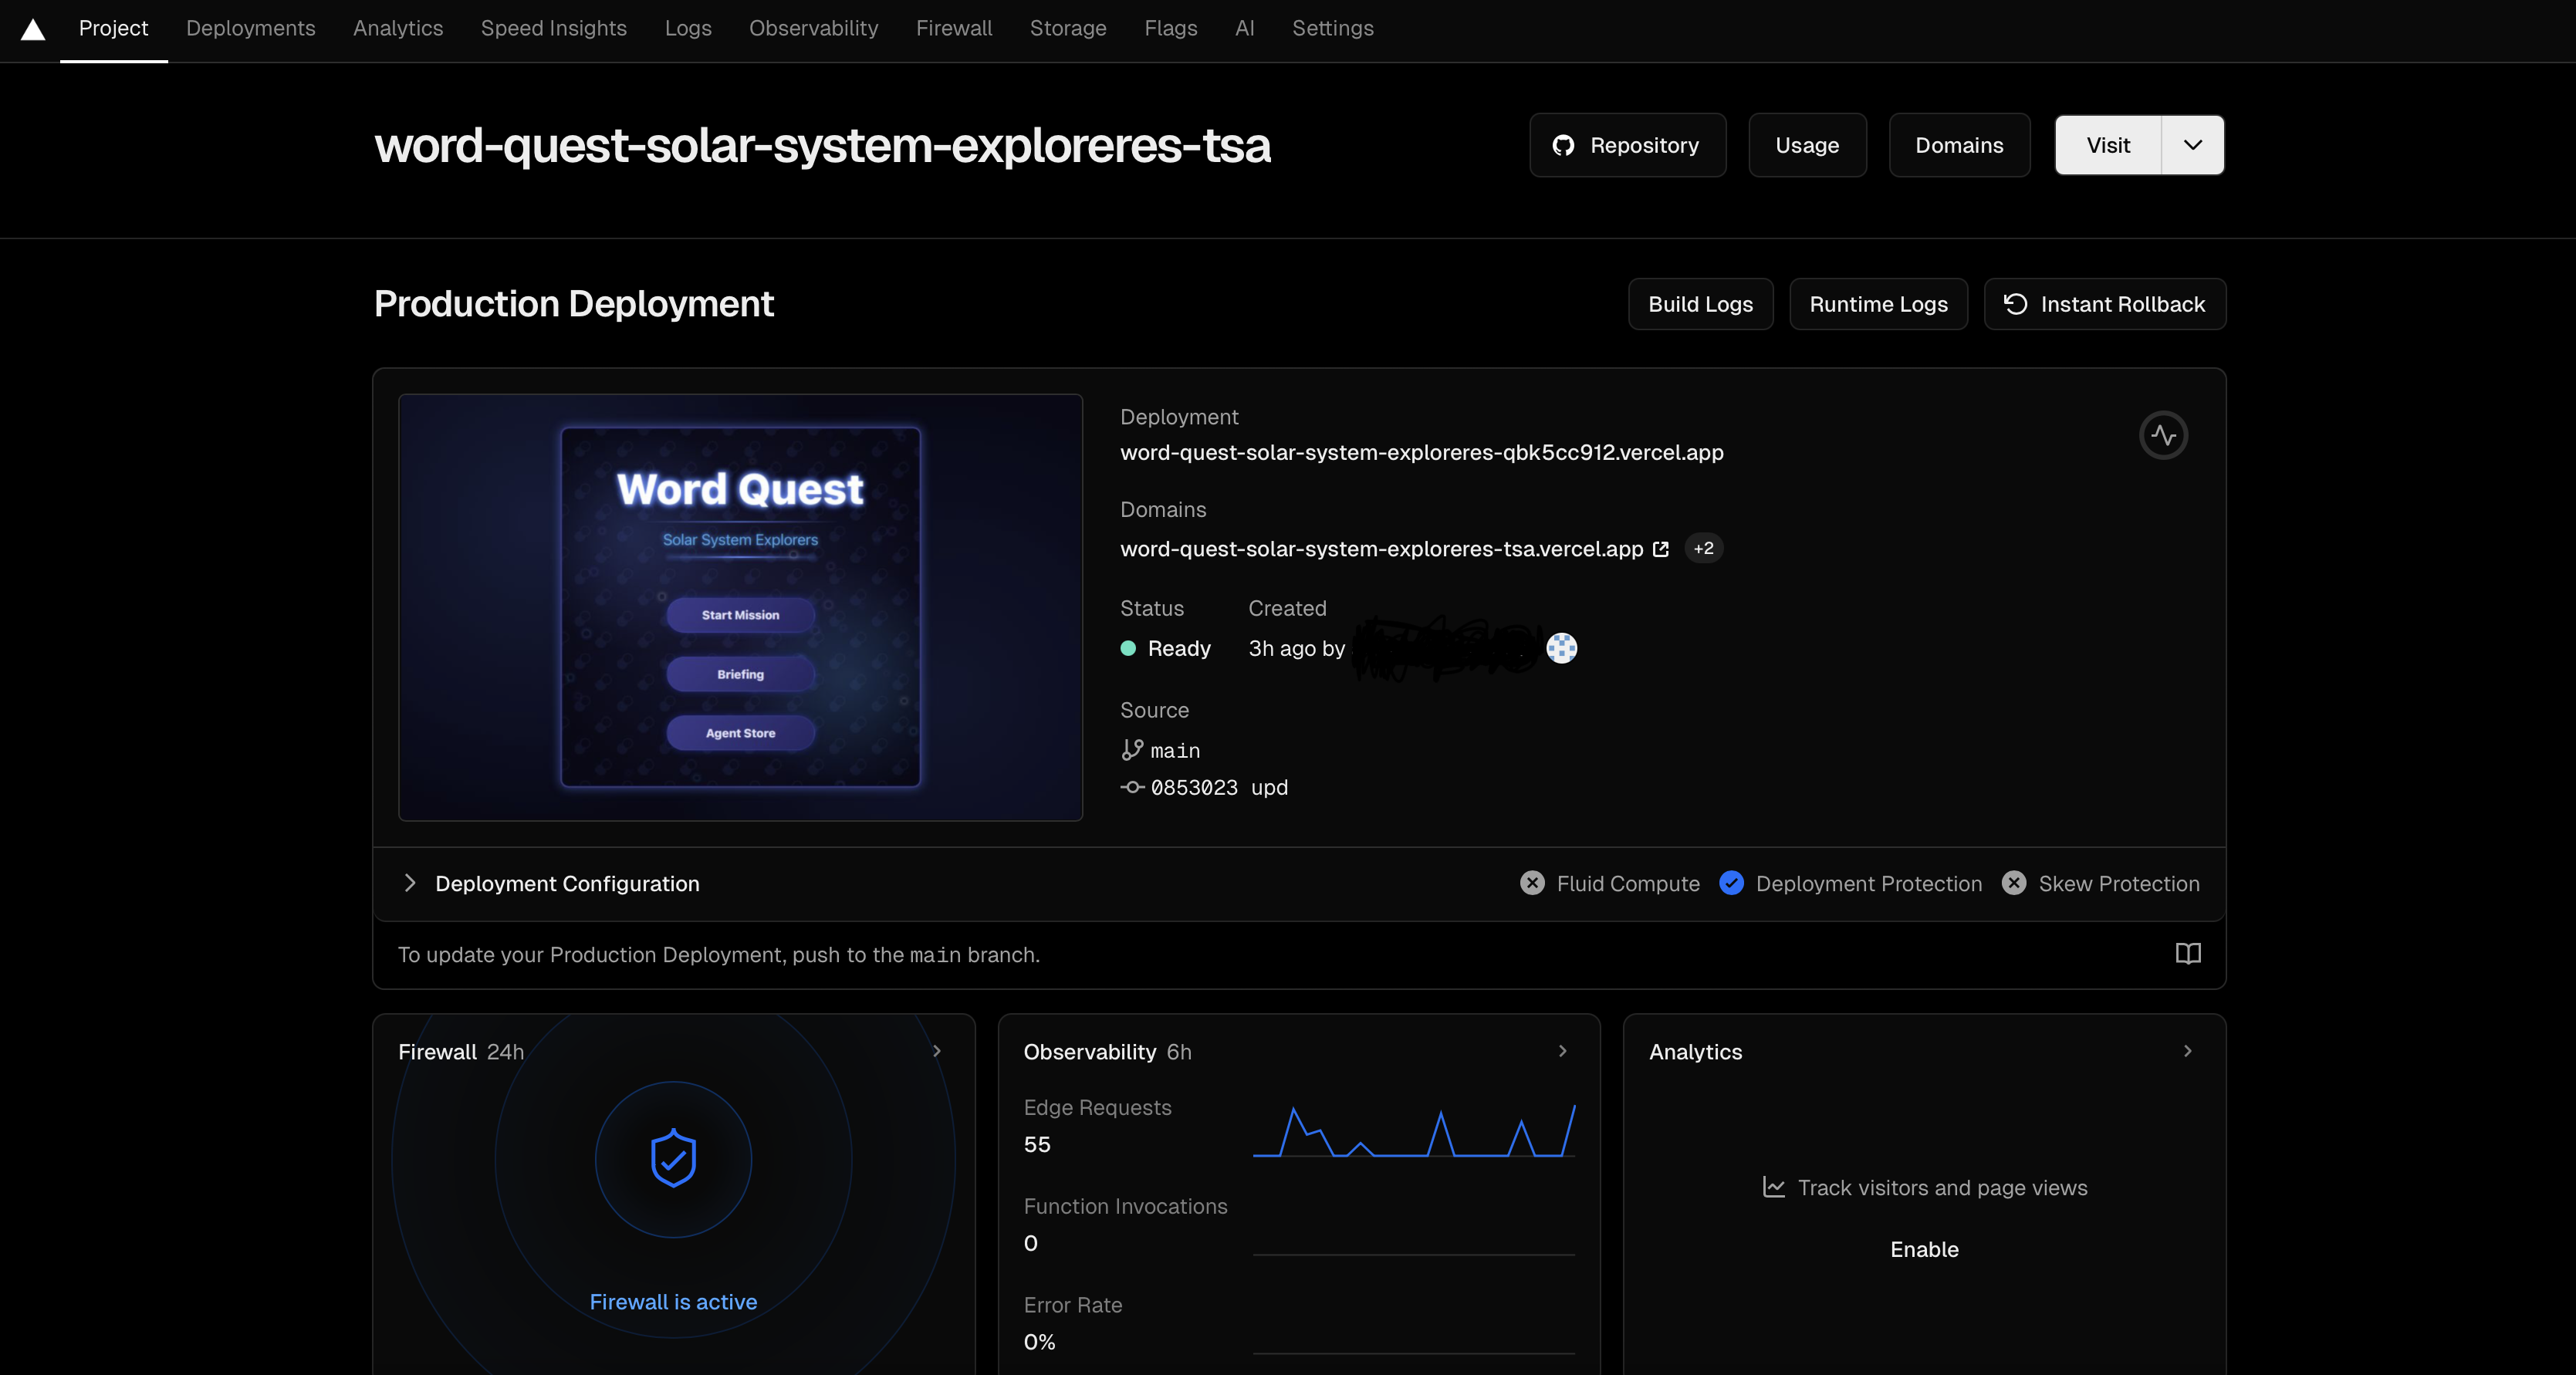 Project Deployments Analytics Speed Insights Logs Observability Firewall Storage Flags AI Settings
word-quest-solar-system-exploreres-tsa
Repository Usage Domains Visit
Production Deployment
Build Logs Runtime Logs Instant Rollback
Word Quest
Solar System Explorers
Start Mission
Briefing
Agent Store
Deployment
word-quest-solar-system-exploreres-qbk5cc912.vercel.app
Domains
word-quest-solar-system-exploreres-tsa.vercel.app +2
Status Created
Ready 3h ago by
Source
main
0853023 upd
Deployment Configuration Fluid Compute Deployment Protection Skew Protection
To update your Production Deployment, push to the main branch.
Firewall 24h
Firewall is active
Observability 6h
Edge Requests
55
Function Invocations
0
Error Rate
0%
Analytics
Track visitors and page views
Enable